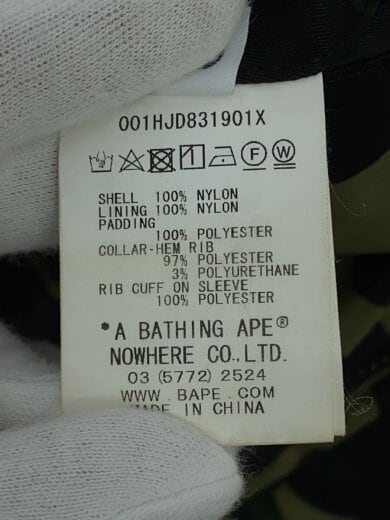 001HJD831901X
F W
SHELL 100% NYLON
LINING 100% NYLON
PADDING
100% POLYESTER
COLLAR-HEM RIB
97% POLYESTER
3% POLYURETHANE
RIB CUFF ON SLEEVE
100% POLYESTER
*A BATHING APE®
NOWHERE CO., LTD.
03 (5772) 2524
WWW.BAPE.COM
MADE IN CHINA